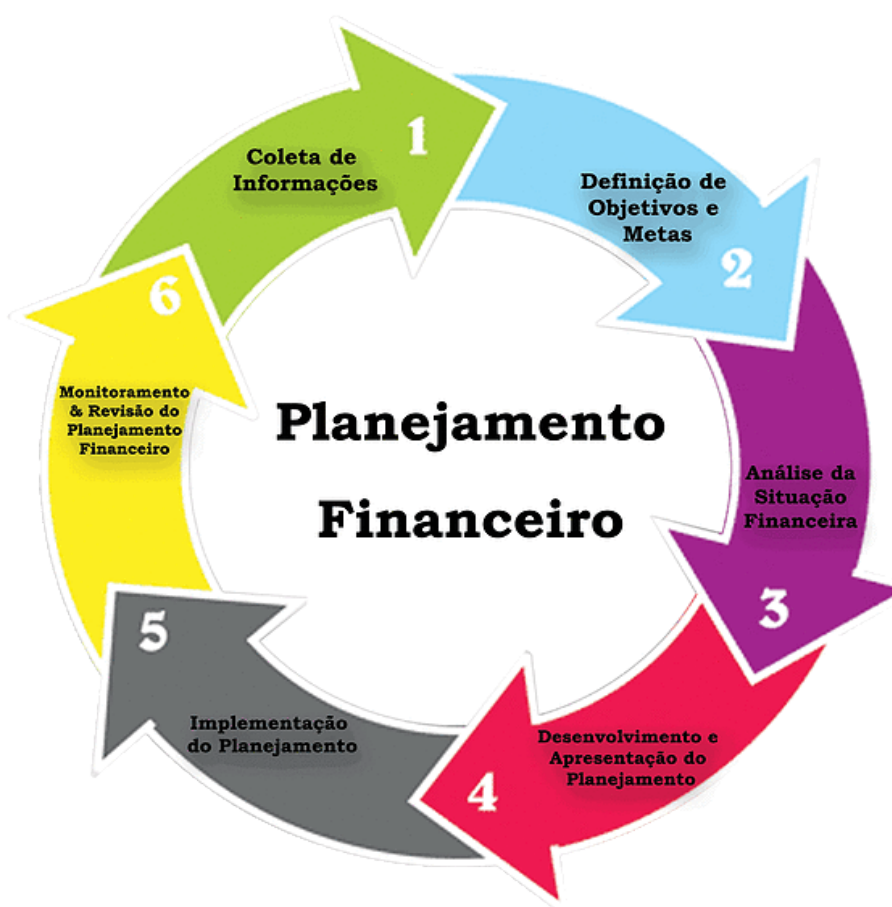 1
Coleta de
Informações
Definição de
Objetivos e
Metas
2
Análise da
Situação
Financeira
3
Desenvolvimento e
Apresentação do
Planejamento
4
Implementação
do Planejamento
5
6
Monitoramento
& Revisão do
Planejamento
Financeiro
Planejamento
Financeiro